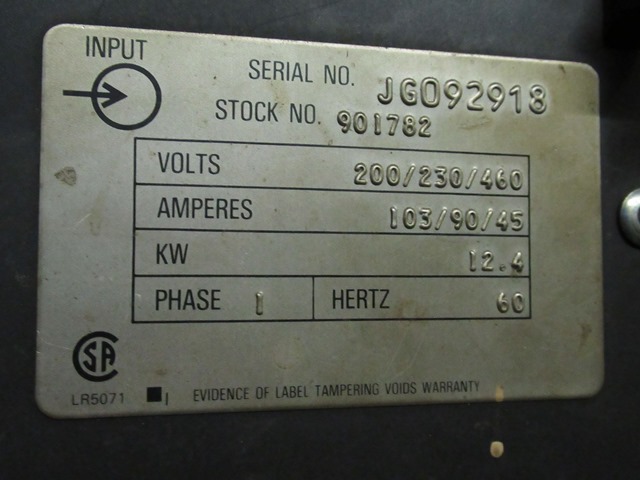 INPUT
SERIAL NO. JG092918
STOCK NO. 901782
VOLTS 200/230/460
AMPERES 103/90/45
KW 12.4
PHASE 1 HERTZ 60
CSA
LR5071 ■| EVIDENCE OF LABEL TAMPERING VOIDS WARRANTY